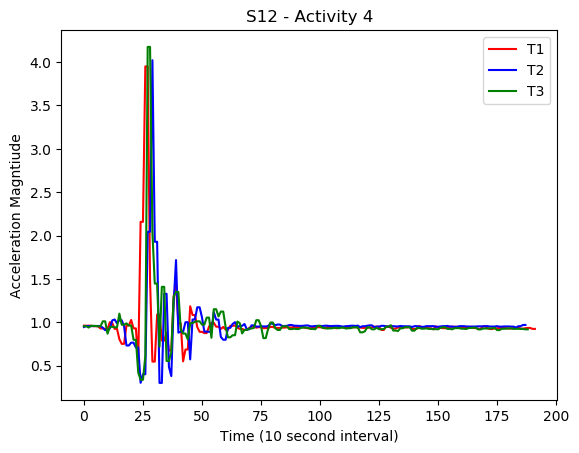 S12 - Activity 4
T1
T2
T3
4.0
3.5
3.0
2.5
2.0
1.5
1.0
0.5
Acceleration Magntiude
0 25 50 75 100 125 150 175 200
Time (10 second interval)